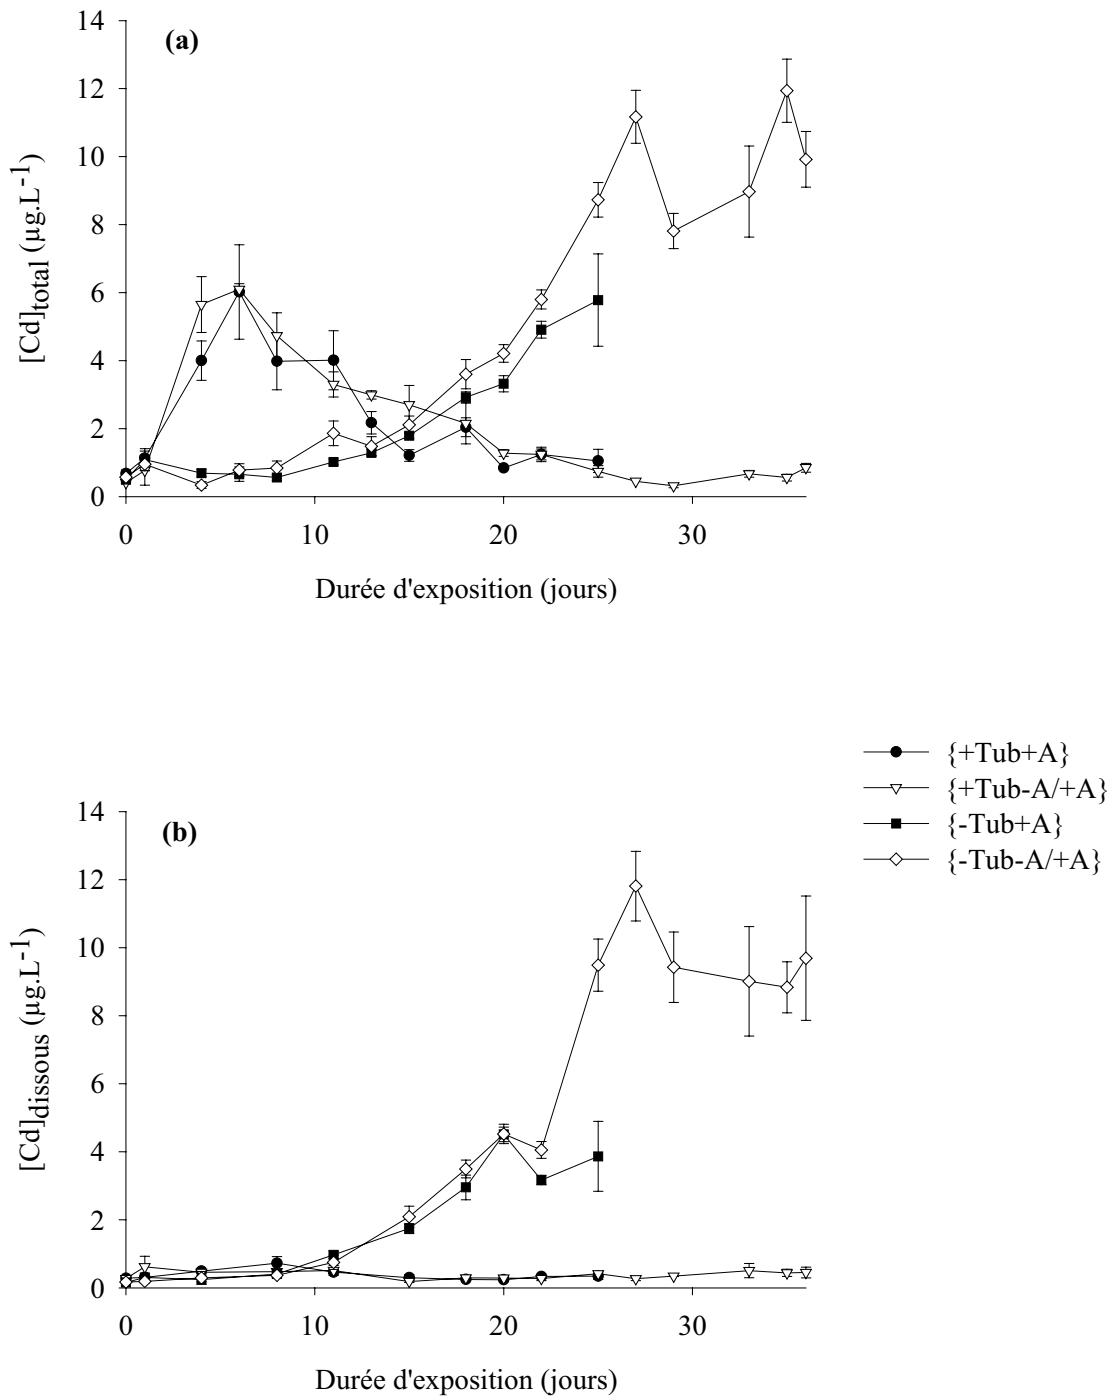 (a)
14
12
10
8
6
4
2
0
[Cd]total (µg.L-1)
0 10 20 30
Durée d'exposition (jours)
{+Tub+A}
{+Tub-A/+A}
{-Tub+A}
{-Tub-A/+A}
(b)
14
12
10
8
6
4
2
0
[Cd]dissous (µg.L-1)
0 10 20 30
Durée d'exposition (jours)